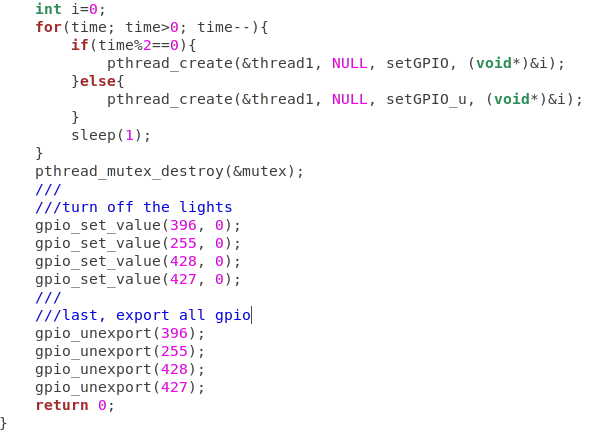 int i=0;
for(time; time>0; time--){
if(time%2==0){
pthread_create(&thread1, NULL, setGPIO, (void*)&i);
}else{
pthread_create(&thread1, NULL, setGPIO_u, (void*)&i);
}
sleep(1);
}
pthread_mutex_destroy(&mutex);
///
///turn off the lights
gpio_set_value(396, 0);
gpio_set_value(255, 0);
gpio_set_value(428, 0);
gpio_set_value(427, 0);
///
///last, export all gpio
gpio_unexport(396);
gpio_unexport(255);
gpio_unexport(428);
gpio_unexport(427);
return 0;
}